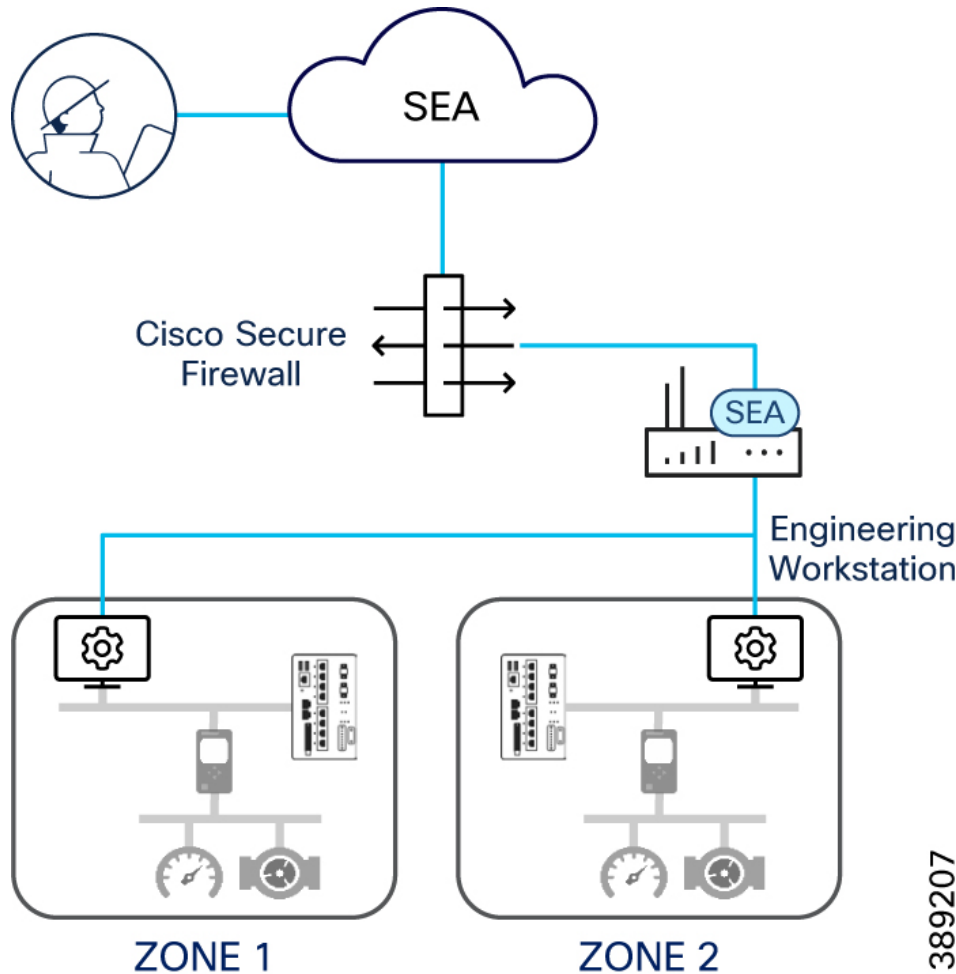 SEA
Cisco Secure
Firewall
SEA
Engineering
Workstation
ZONE 1
ZONE 2
389207